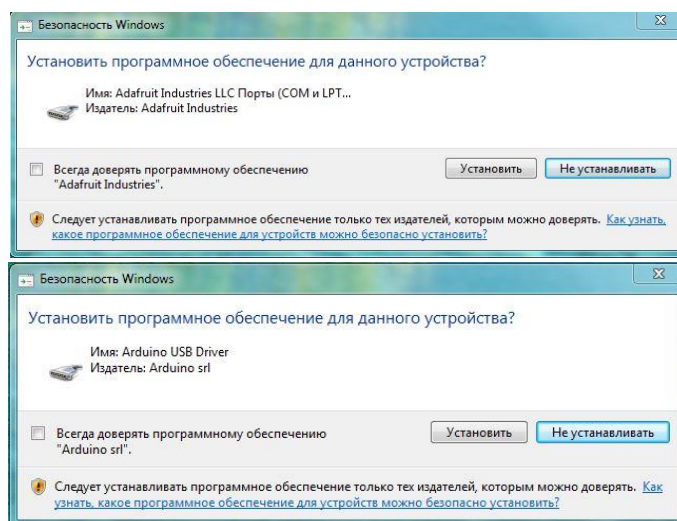 Безопасность Windows
Установить программное обеспечение для данного устройства?
Имя: Adafruit Industries LLC Порты (COM и LPT...
Издатель: Adafruit Industries
Всегда доверять программному обеспечению
"Adafruit Industries".
Установить
Не устанавливать
Следует устанавливать программное обеспечение только тех издателей, которым можно доверять. Как узнать,
какое программное обеспечение для устройств можно безопасно установить?
Безопасность Windows
Установить программное обеспечение для данного устройства?
Имя: Arduino USB Driver
Издатель: Arduino srl
Всегда доверять программному обеспечению
"Arduino srl".
Установить
Не устанавливать
Следует устанавливать программное обеспечение только тех издателей, которым можно доверять. Как
узнать, какое программное обеспечение для устройств можно безопасно установить?